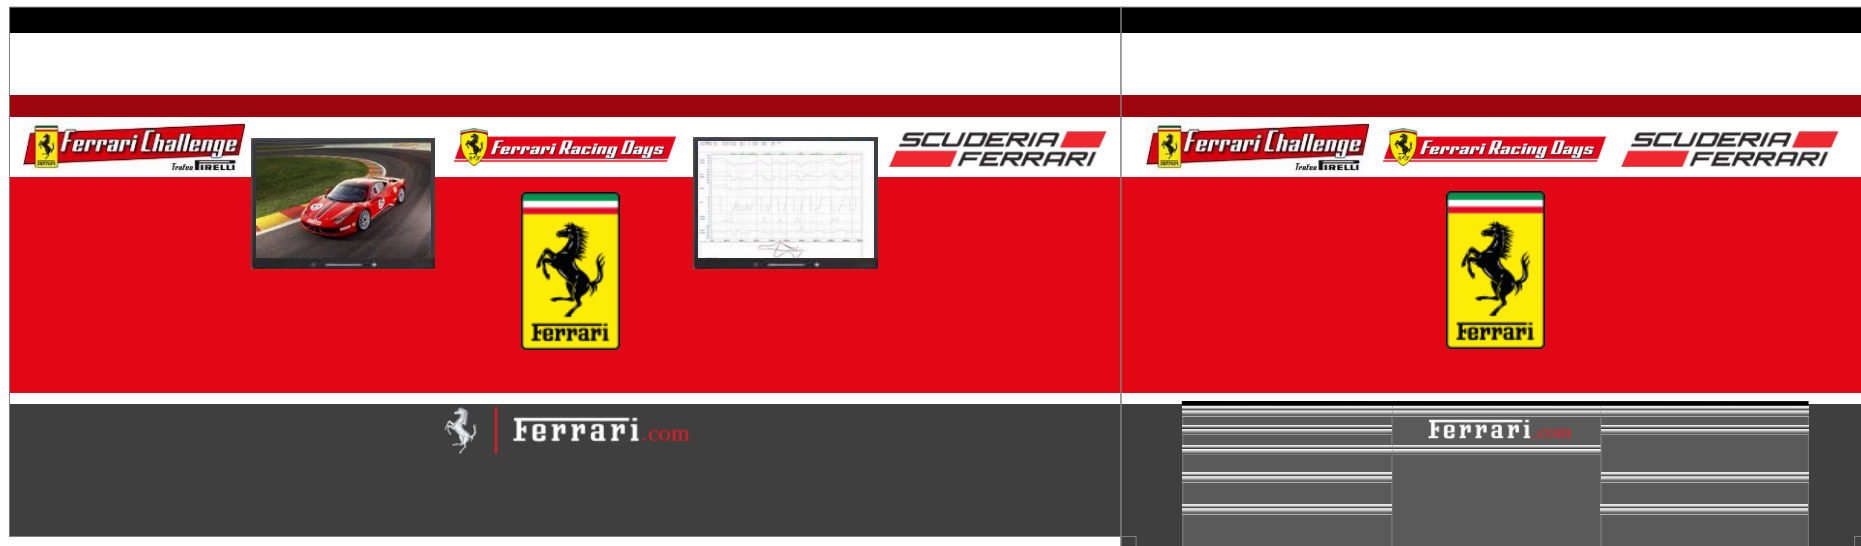 Ferrari Challenge
Trofeo PIRELLI
Ferrari Racing Days
SCUDERIA
FERRARI
Ferrari
Ferrari.com
Ferrari Challenge
Trofeo PIRELLI
Ferrari Racing Days
SCUDERIA
FERRARI
Ferrari
Ferrari.com